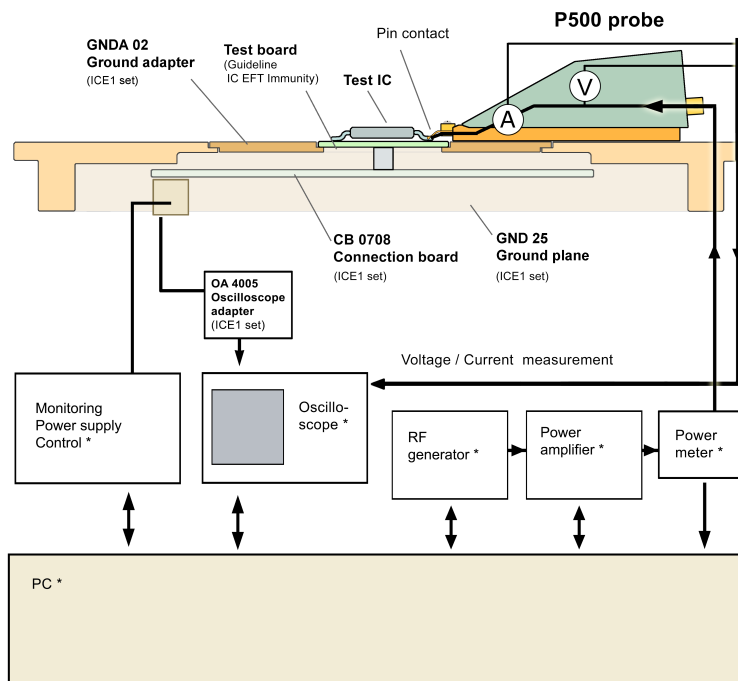 P500 probe
GNDA 02
Ground adapter
(ICE1 set)
Test board
(Guideline
IC EFT Immunity)
Pin contact
Test IC
V
A
CB 0708
Connection board
(ICE1 set)
GND 25
Ground plane
(ICE1 set)
OA 4005
Oscilloscope
adapter
(ICE1 set)
Voltage / Current measurement
Monitoring
Power supply
Control *
Oscillo-
scope *
RF
generator *
Power
amplifier *
Power
meter *
PC *